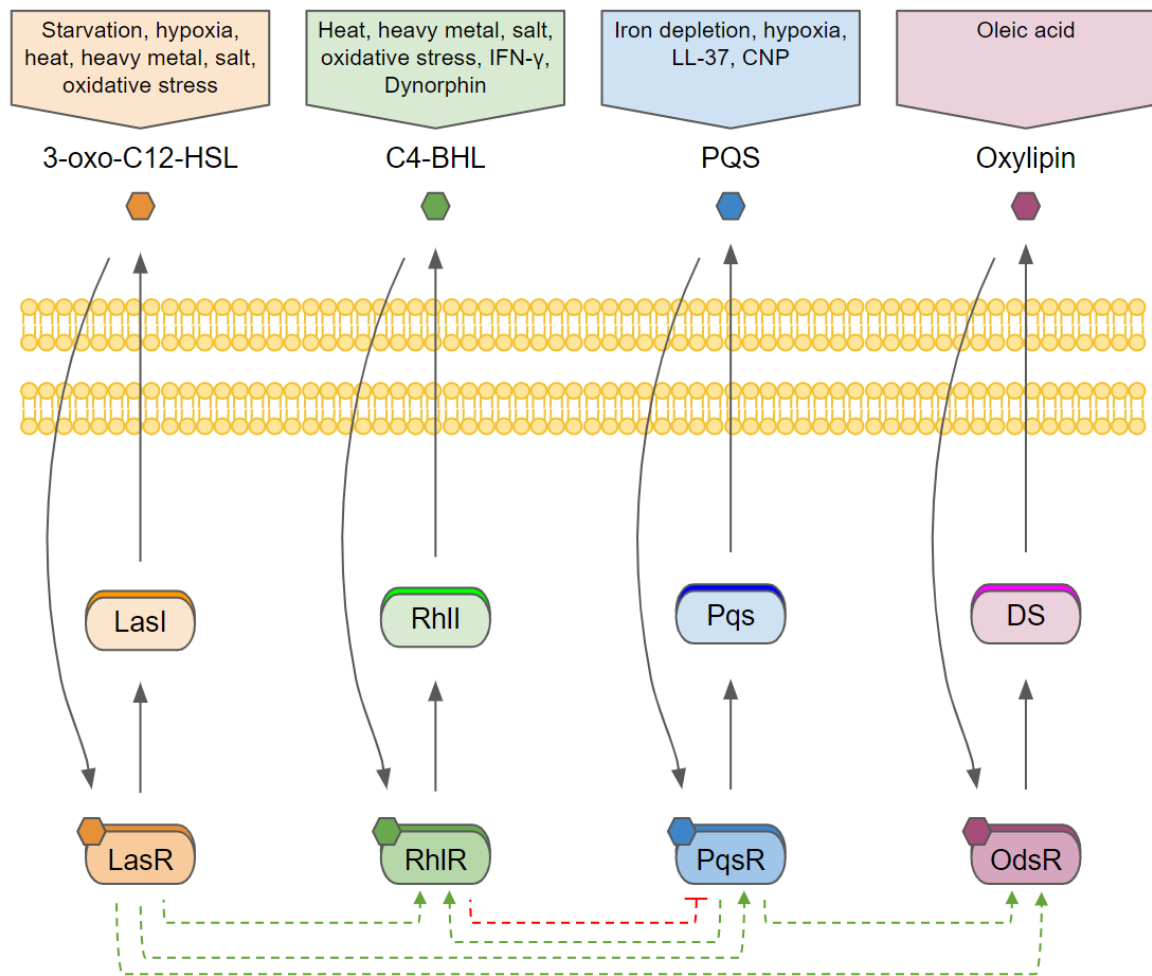 Starvation, hypoxia,
heat, heavy metal, salt,
oxidative stress
Heat, heavy metal, salt,
oxidative stress, IFN-γ,
Dynorphin
Iron depletion, hypoxia,
LL-37, CNP
Oleic acid
3-oxo-C12-HSL
C4-BHL
PQS
Oxylipin
LasI
RhlI
Pqs
DS
LasR
RhlR
PqsR
OdsR